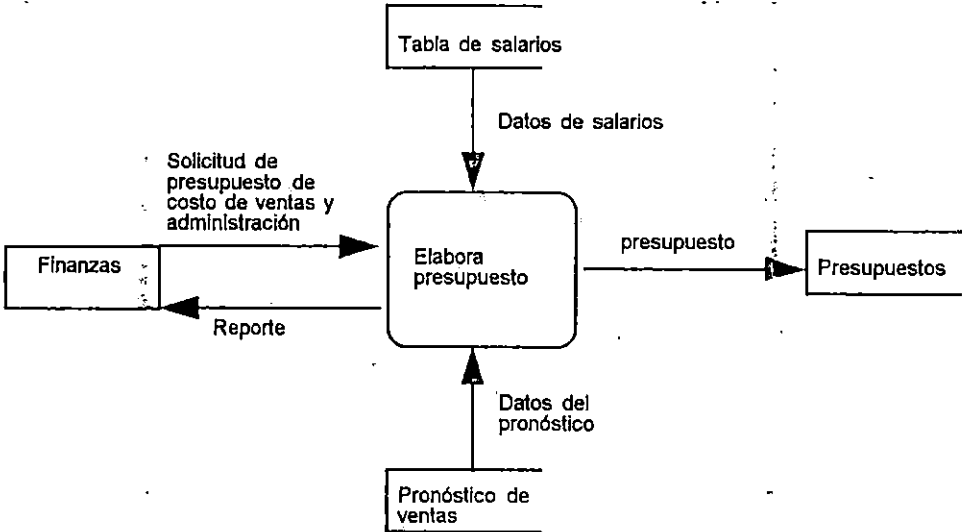 Tabla de salarios
Datos de salarios
Solicitud de
presupuesto de
costo de ventas y
administración
Finanzas
Elabora
presupuesto
presupuesto
Presupuestos
Reporte
Datos del
pronóstico
Pronóstico de
ventas